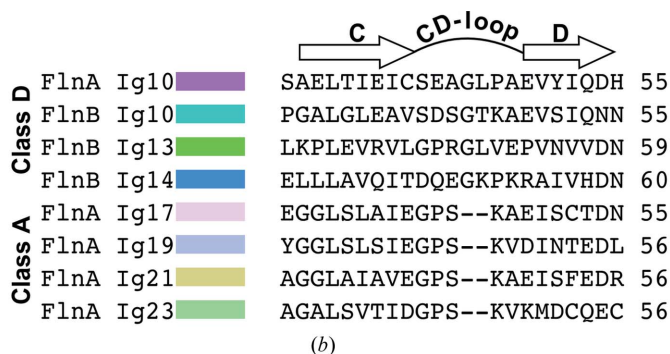 C CD-loop D
Class D
FlnA Ig10 SAELTIEICSEAGLPAEVYIQDH 55
FlnB Ig10 PGALGLEAVSDSGTKAEVSIQNN 55
FlnB Ig13 LKPLEVRVLGPRGLVEPVNVVDN 59
FlnB Ig14 ELLLAVQITDQEGKPKRAIVHDN 60
Class A
FlnA Ig17 EGGLSLAIEGPS--KAEISCTDN 55
FlnA Ig19 YGGLSLSIEGPS--KVDINTEDL 56
FlnA Ig21 AGGLAIAVEGPS--KAEISFEDR 56
FlnA Ig23 AGALSVTIDGPS--KVKMDCQEC 56
(b)